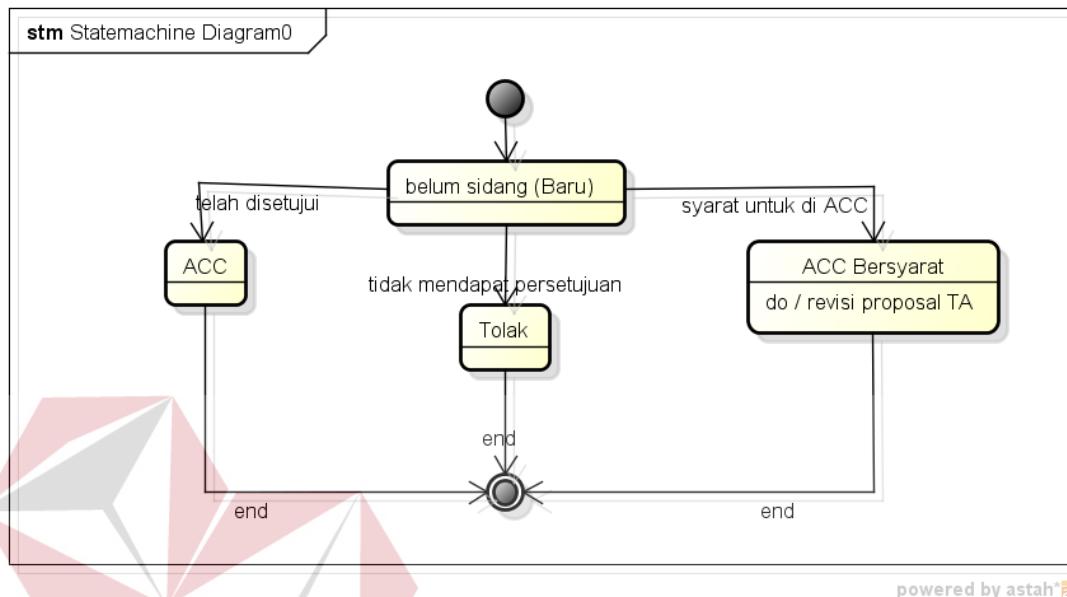 stm Statemachine Diagram0
belum sidang (Baru)
telah disetujui
syarat untuk di ACC
ACC
ACC Bersyarat
do / revisi proposal TA
tidak mendapat persetujuan
Tolak
end
end
end
powered by astah*